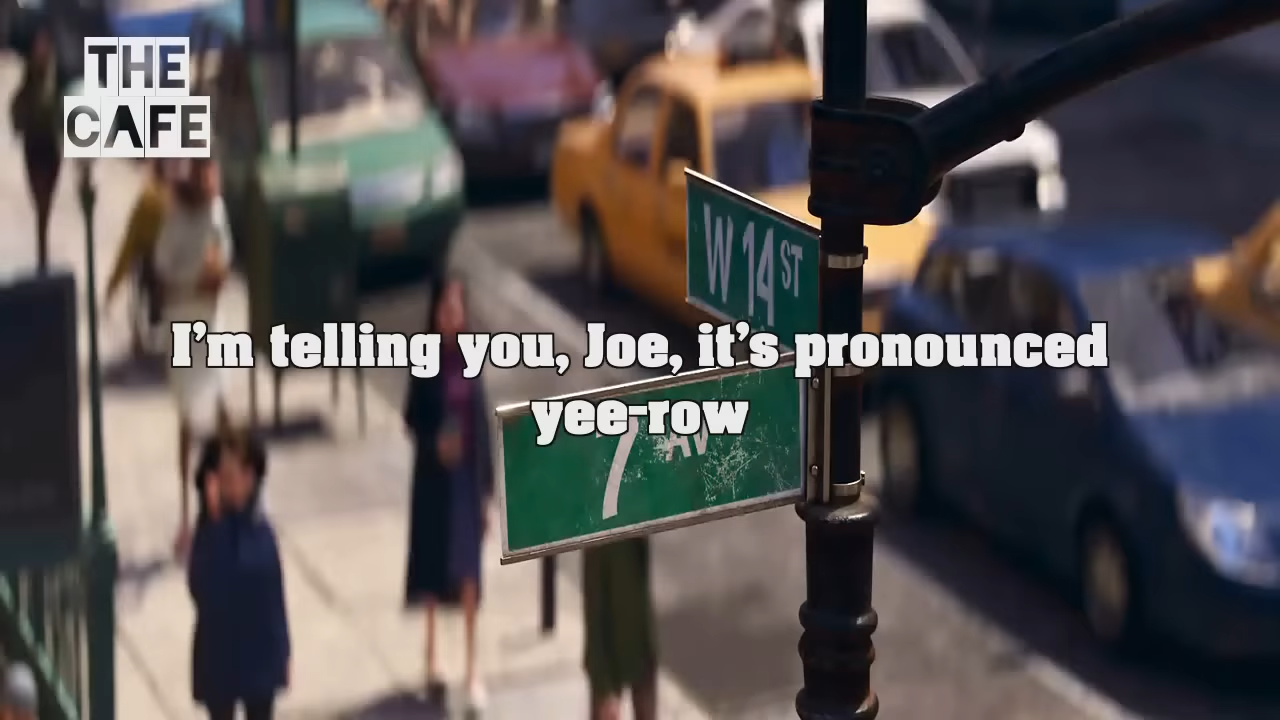 THE
CAFE
W 14 ST
I'm telling you, Joe, it's pronounced
yee-row
7 AV